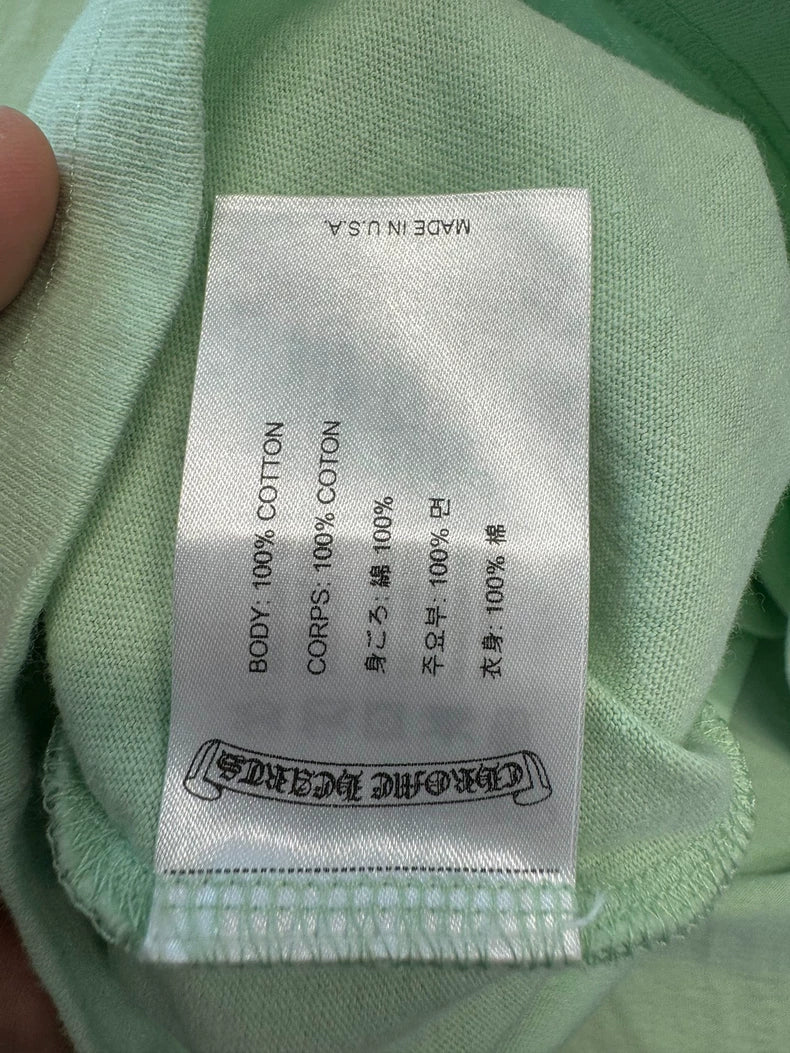 CHROME HEARTS
BODY: 100% COTTON
CORPS: 100% COTON
身ごろ: 綿 100%
주요부: 100% 면
衣身: 100% 棉
MADE IN U.S.A.